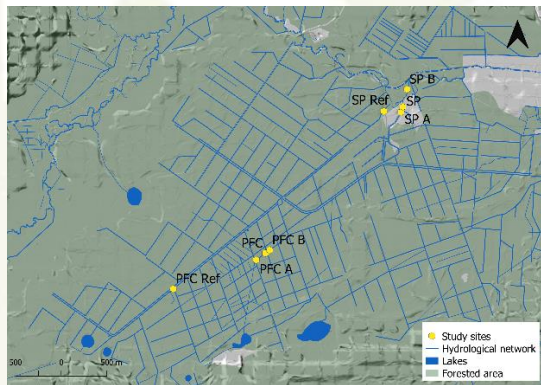 SP B
SP Ref
SP
SP A
PFC
PFC B
PFC A
PFC Ref
Study sites
Hydrological network
Lakes
Forested area
500 0 500 m